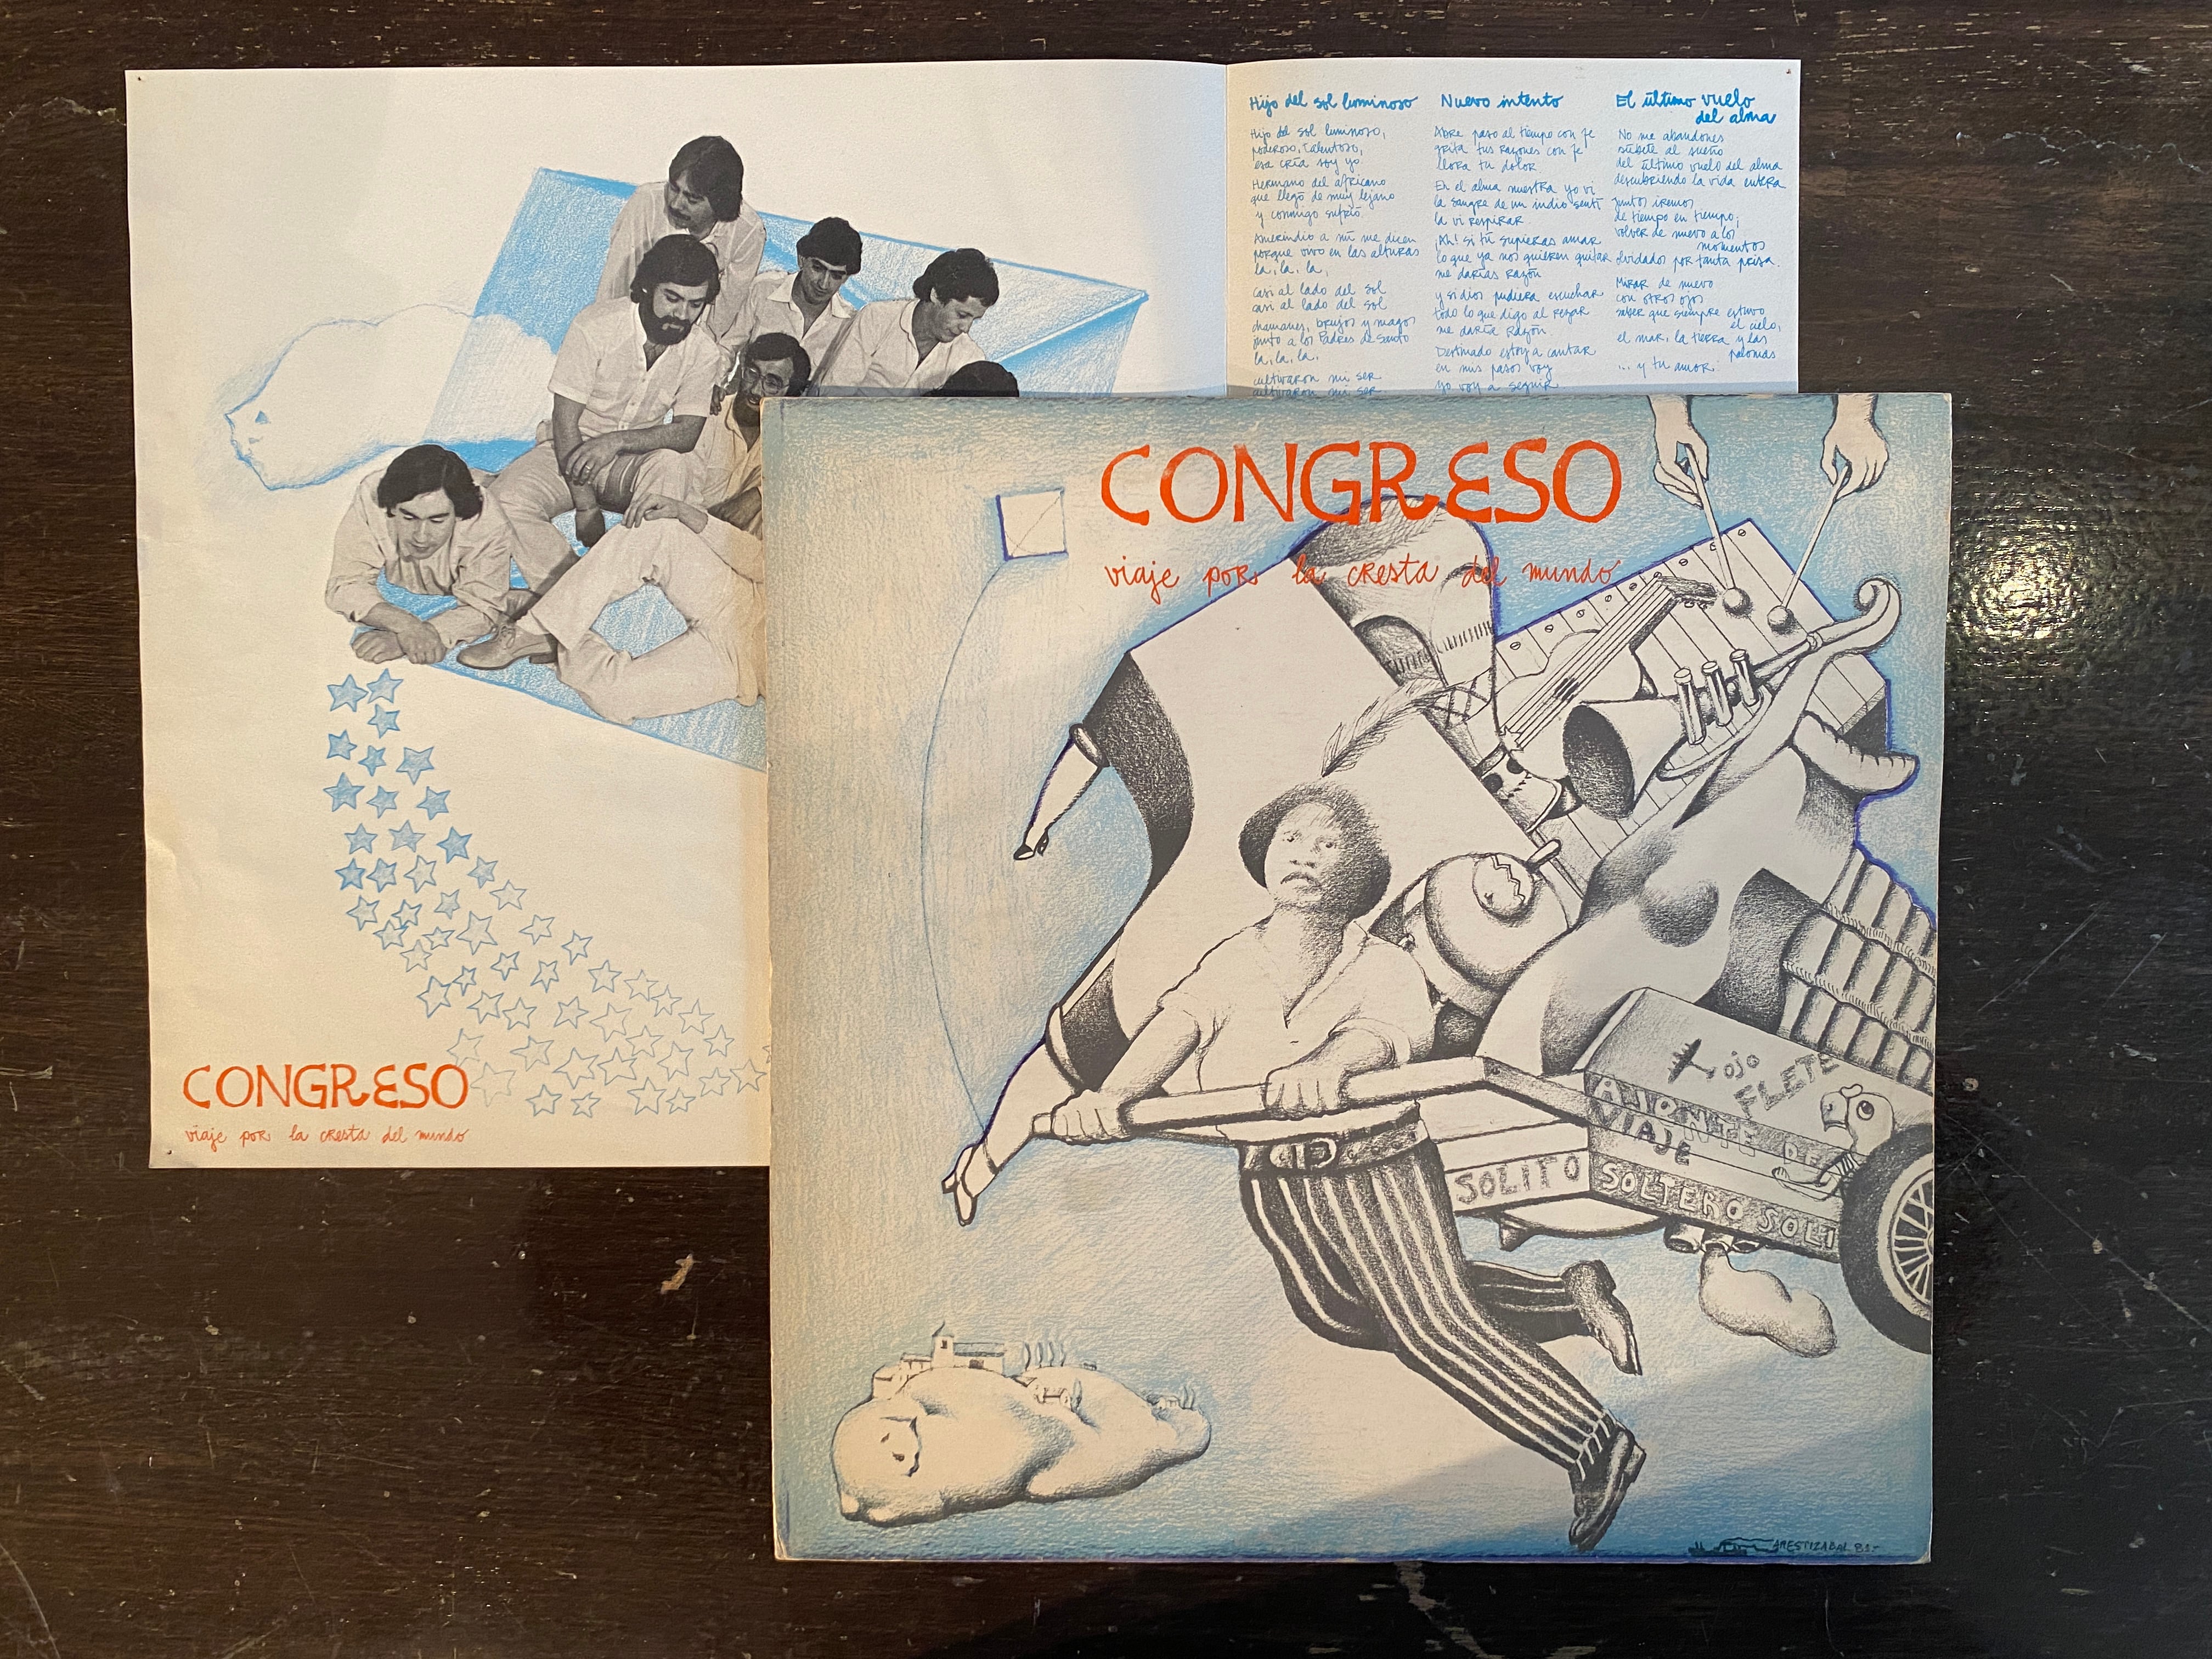 Hijo del sol luminoso
Hijo del sol luminoso,
poderoso, talentoso,
esa cría soy yo
Hermano del africano
que llegó de muy lejano
y conmigo sufrió.
Amerindio a mí me dicen
porque vivo en las alturas
la, la, la,
casi al lado del sol
casi al lado del sol
chamanes, brujos y magos
junto a los Padres de Santo
la, la, la.
cultivaron mi ser
cultivaron mi ser
Nuevo intento
Abre paso al tiempo con fe
grita tus razones con fe
llora tu dolor
En el alma nuestra yo vi
la sangre de un indio sentí
la vi respirar
¡Ah! si tú supieras amar
lo que ya nos quieren quitar
me darías razón
y si dios pudiera escuchar
todo lo que digo al rezar
me daría razón.
Destinado estoy a cantar
en mis pasos voy
yo voy a seguir
El último vuelo
del alma
No me abandones
súbete al sueño
del último vuelo del alma
descubriendo la vida entera
juntos iremos
de tiempo en tiempo,
volver de nuevo a los
momentos
olvidados por tanta prisa.
Mirar de nuevo
con otros ojos
saber que siempre estuvo
el cielo,
el mar, la tierra y las
palomas
... y tu amor.
CONGRESO
viaje por la cresta del mundo
CONGRESO
viaje por la cresta del mundo
ojo
FLETE
VIAJE
SOLITO
SOLTERO SOLI
ARESTIZABAL 83.-